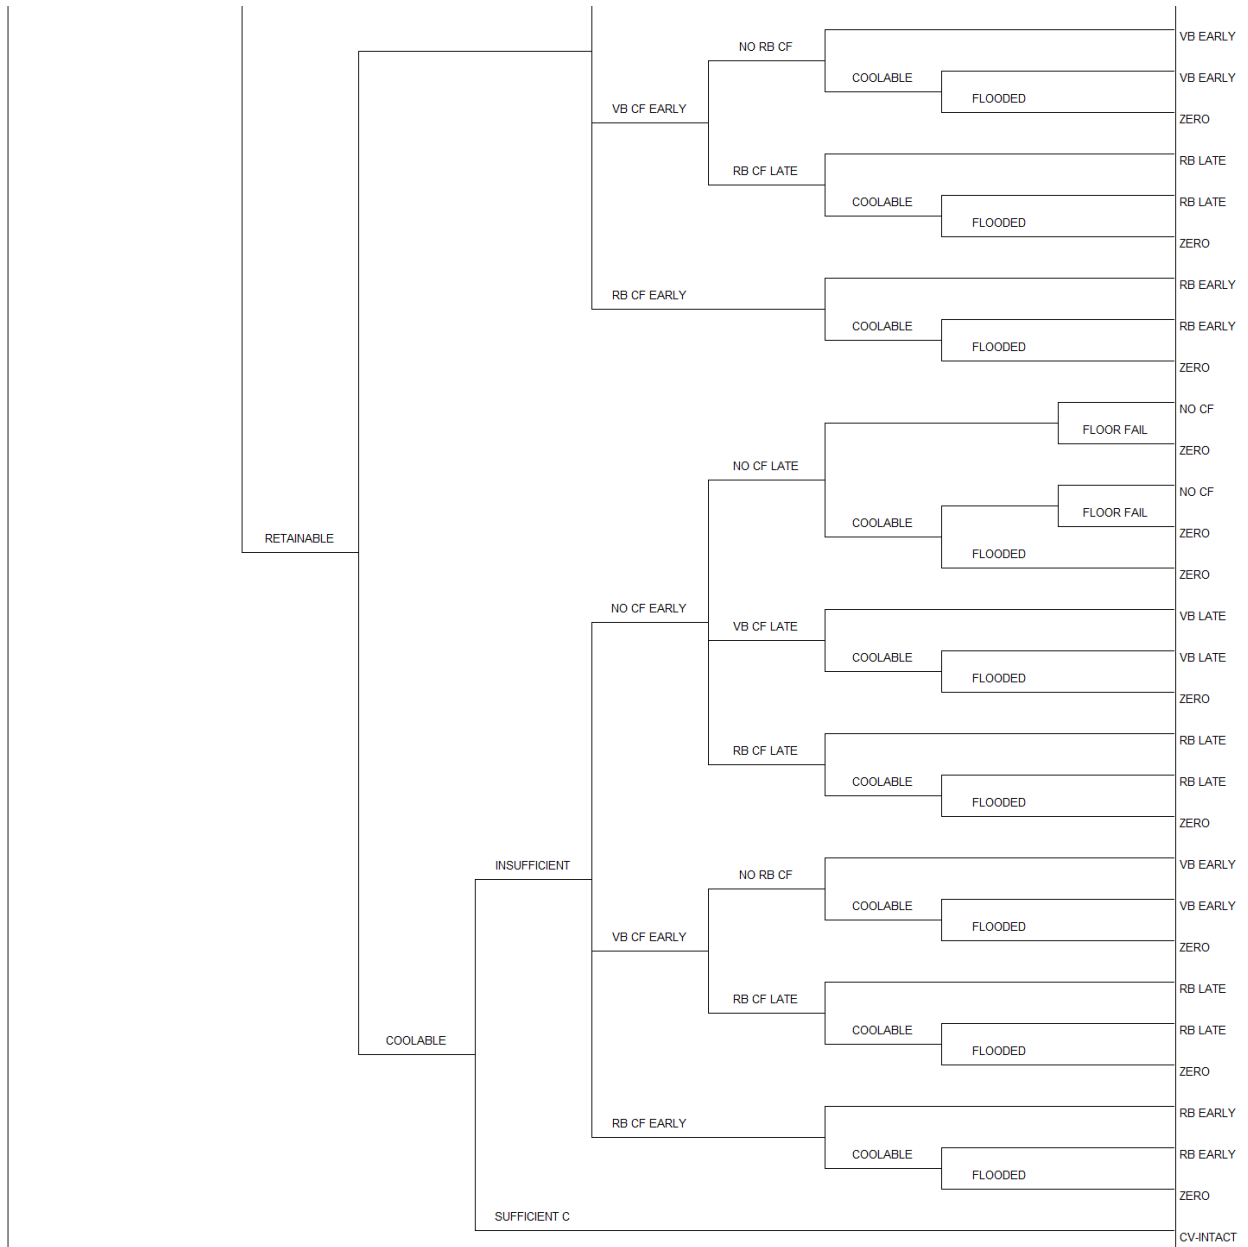 VB EARLY
NO RB CF
COOLABLE
VB EARLY
FLOODED
VB CF EARLY
ZERO
RB LATE
RB CF LATE
COOLABLE
RB LATE
FLOODED
ZERO
RB EARLY
RB CF EARLY
COOLABLE
RB EARLY
FLOODED
ZERO
NO CF
FLOOR FAIL
ZERO
NO CF LATE
NO CF
FLOOR FAIL
COOLABLE
ZERO
RETAINABLE
FLOODED
ZERO
NO CF EARLY
VB LATE
VB CF LATE
COOLABLE
VB LATE
FLOODED
ZERO
RB LATE
RB CF LATE
COOLABLE
RB LATE
FLOODED
ZERO
INSUFFICIENT
VB EARLY
NO RB CF
COOLABLE
VB EARLY
FLOODED
VB CF EARLY
ZERO
RB LATE
RB CF LATE
COOLABLE
RB LATE
COOLABLE
FLOODED
ZERO
RB EARLY
RB CF EARLY
COOLABLE
RB EARLY
FLOODED
ZERO
SUFFICIENT C
CV-INTACT